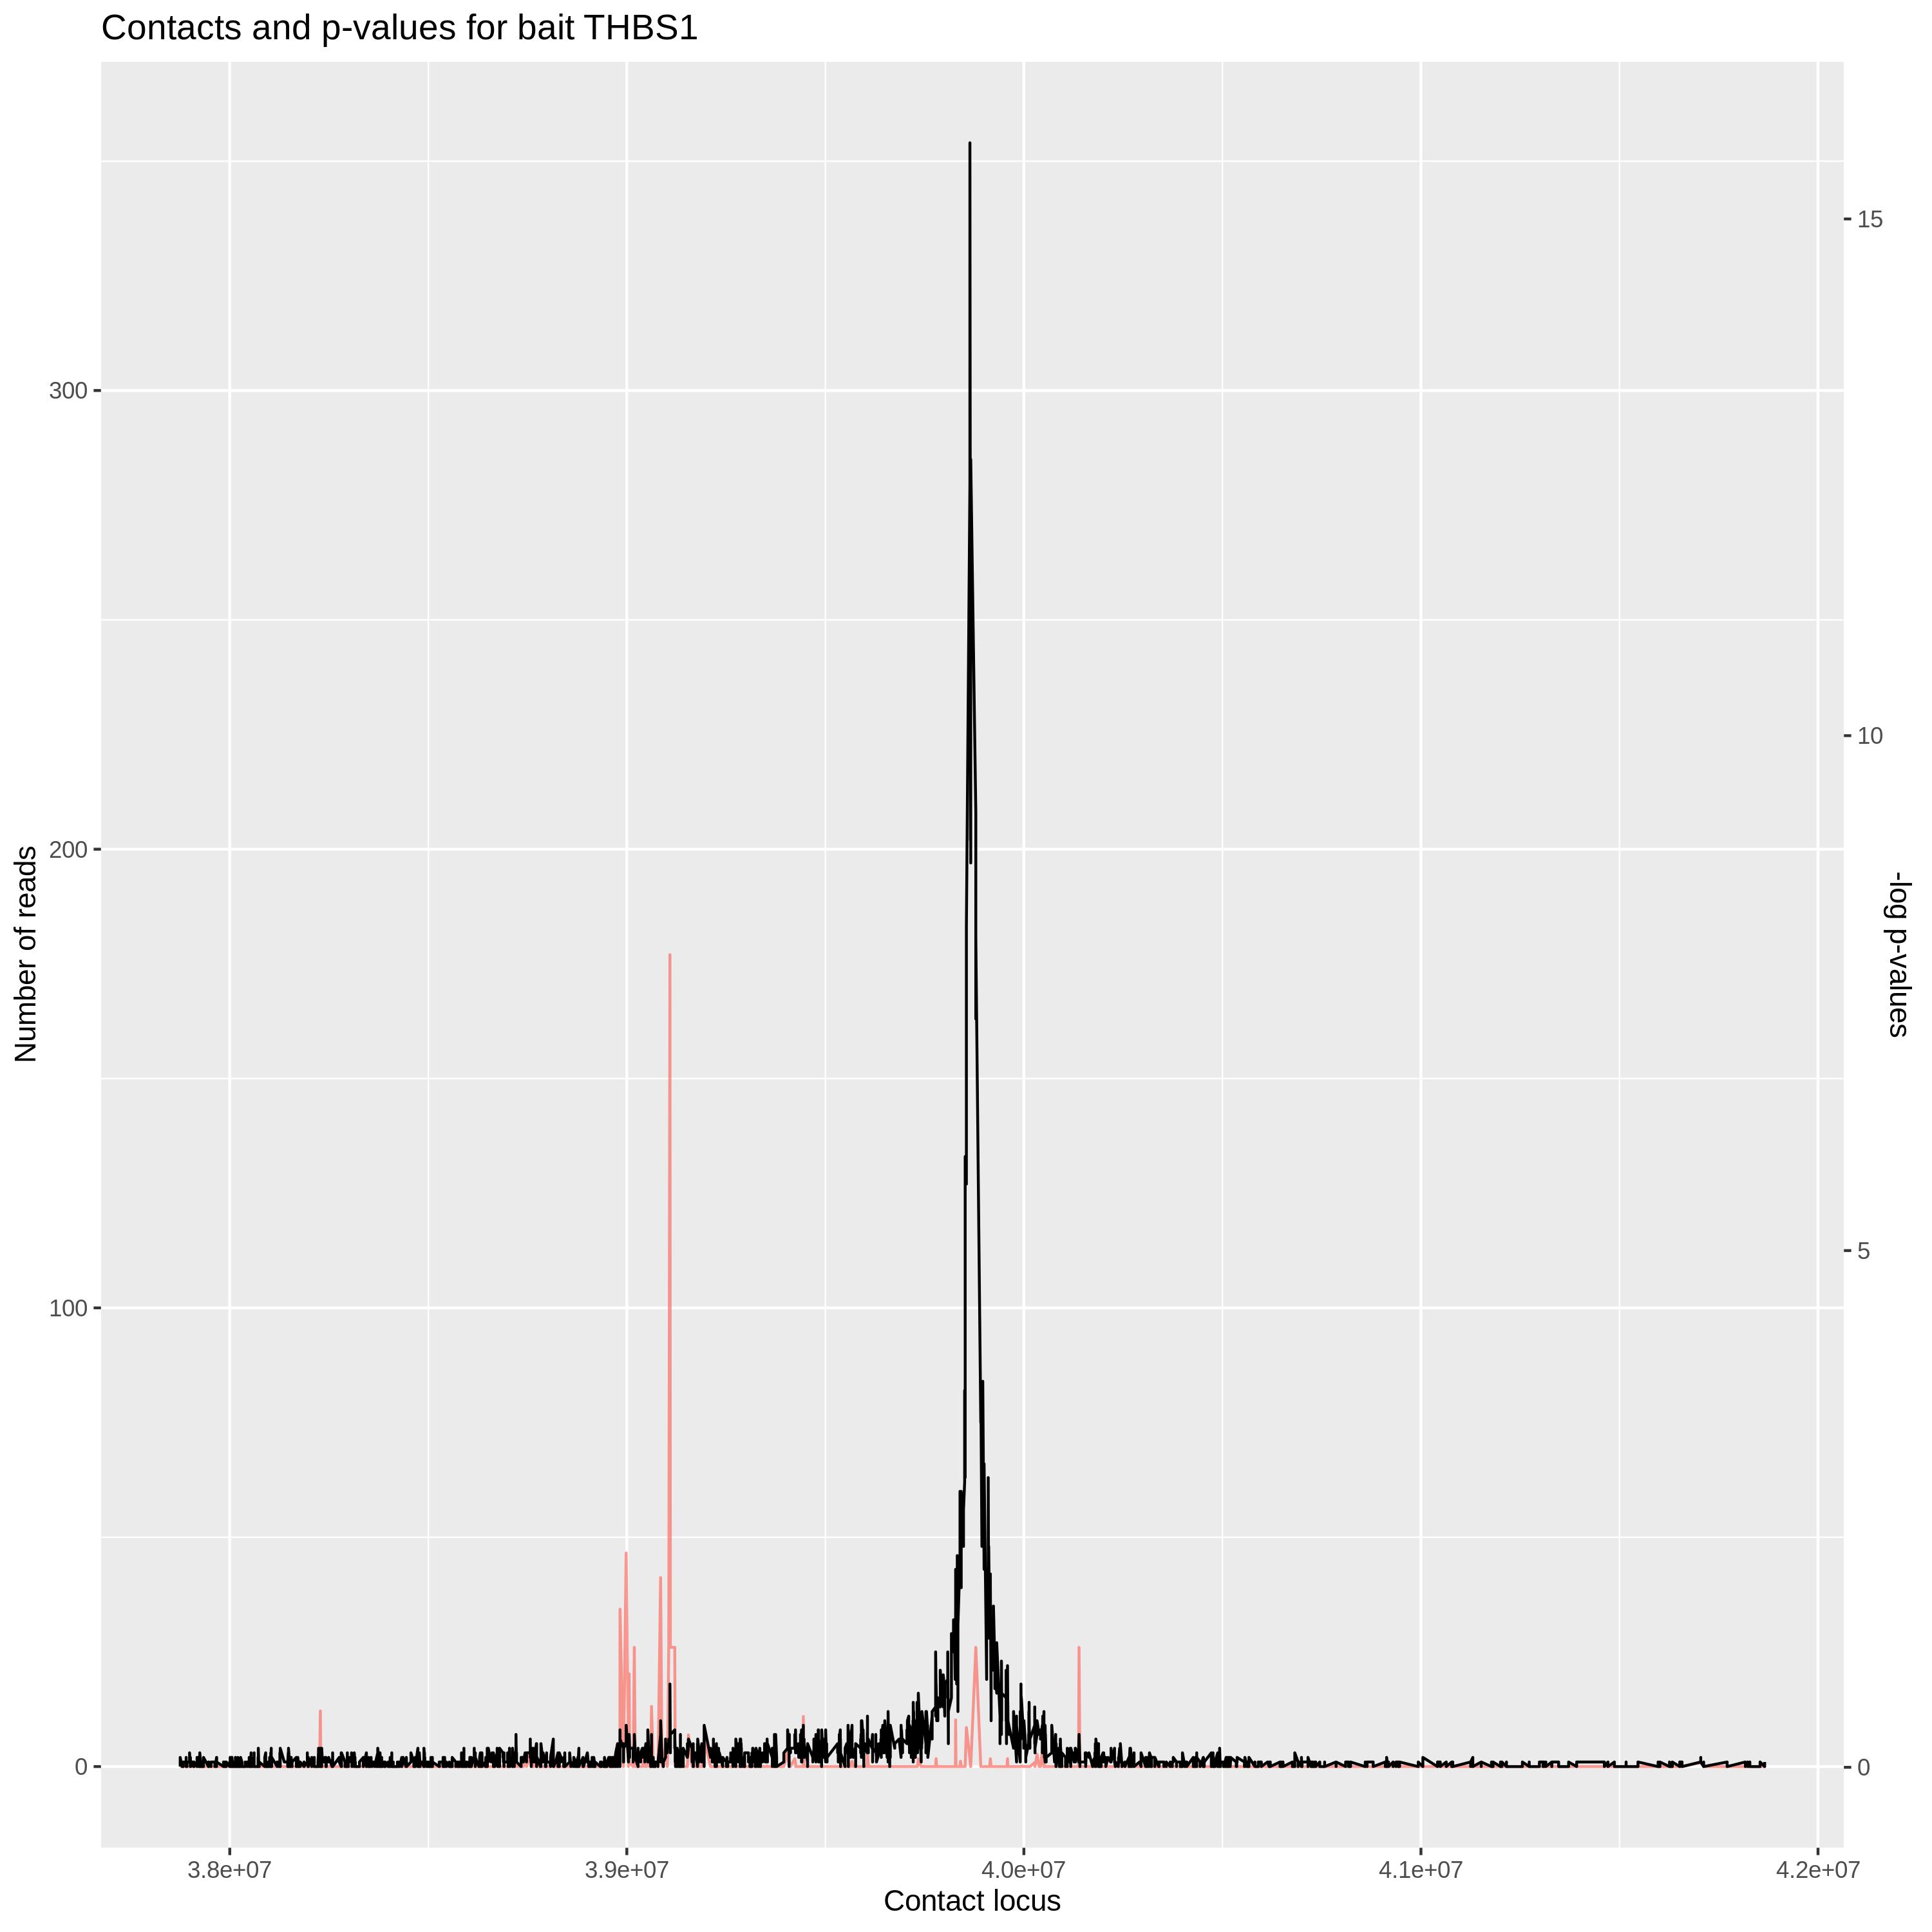 Contacts and p-values for bait THBS1
Number of reads
300
200
100
0
15
10
5
0
-log p-values
3.8e+07
3.9e+07
4.0e+07
4.1e+07
4.2e+07
Contact locus